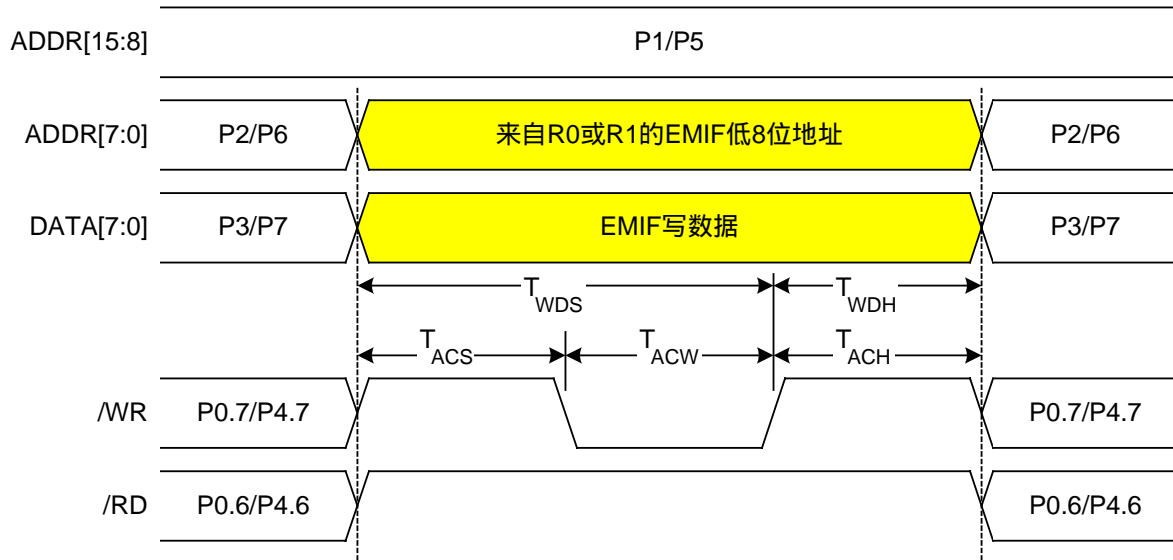 ADDR[15:8] P1/P5
ADDR[7:0] P2/P6 来自R0或R1的EMIF低8位地址 P2/P6
DATA[7:0] P3/P7 EMIF写数据 P3/P7
TWDS TWDH
TACS TACW TACH
/WR P0.7/P4.7 P0.7/P4.7
/RD P0.6/P4.6 P0.6/P4.6